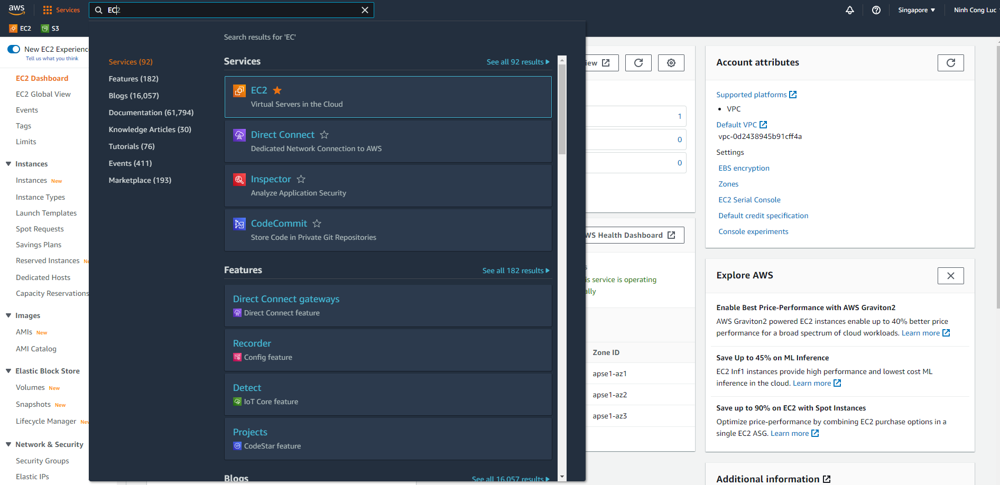 aws
Services
EC2
Singapore
Ninh Cong Luc
EC2
S3
New EC2 Experience
Tell us what you think
EC2 Dashboard
EC2 Global View
Events
Tags
Limits
Instances
Instances New
Instance Types
Launch Templates
Spot Requests
Savings Plans
Reserved Instances Ne
Dedicated Hosts
Capacity Reservations
Images
AMIs New
AMI Catalog
Elastic Block Store
Volumes New
Snapshots New
Lifecycle Manager New
Network & Security
Security Groups
Elastic IPs
Search results for 'EC'
Services (92)
Features (182)
Blogs (16,057)
Documentation (61,794)
Knowledge Articles (30)
Tutorials (76)
Events (411)
Marketplace (193)
Services
See all 92 results
EC2
Virtual Servers in the Cloud
Direct Connect
Dedicated Network Connection to AWS
Inspector
Analyze Application Security
CodeCommit
Store Code in Private Git Repositories
Features
See all 182 results
Direct Connect gateways
Direct Connect feature
Recorder
Config feature
Detect
IoT Core feature
Projects
CodeStar feature
Blogs
See all 16,057 results
iew
1
0
0
WS Health Dashboard
s
is service is operating
ally
Zone ID
apse1-az1
apse1-az2
apse1-az3
Account attributes
Supported platforms
VPC
Default VPC
vpc-0d2438945b91cff4a
Settings
EBS encryption
Zones
EC2 Serial Console
Default credit specification
Console experiments
Explore AWS
Enable Best Price-Performance with AWS Graviton2
AWS Graviton2 powered EC2 instances enable up to 40% better price
performance for a broad spectrum of cloud workloads. Learn more
Save Up to 45% on ML Inference
EC2 Inf1 instances provide high performance and lowest cost ML
inference in the cloud. Learn more
Save up to 90% on EC2 with Spot Instances
Optimize price-performance by combining EC2 purchase options in a
single EC2 ASG. Learn more
Additional information